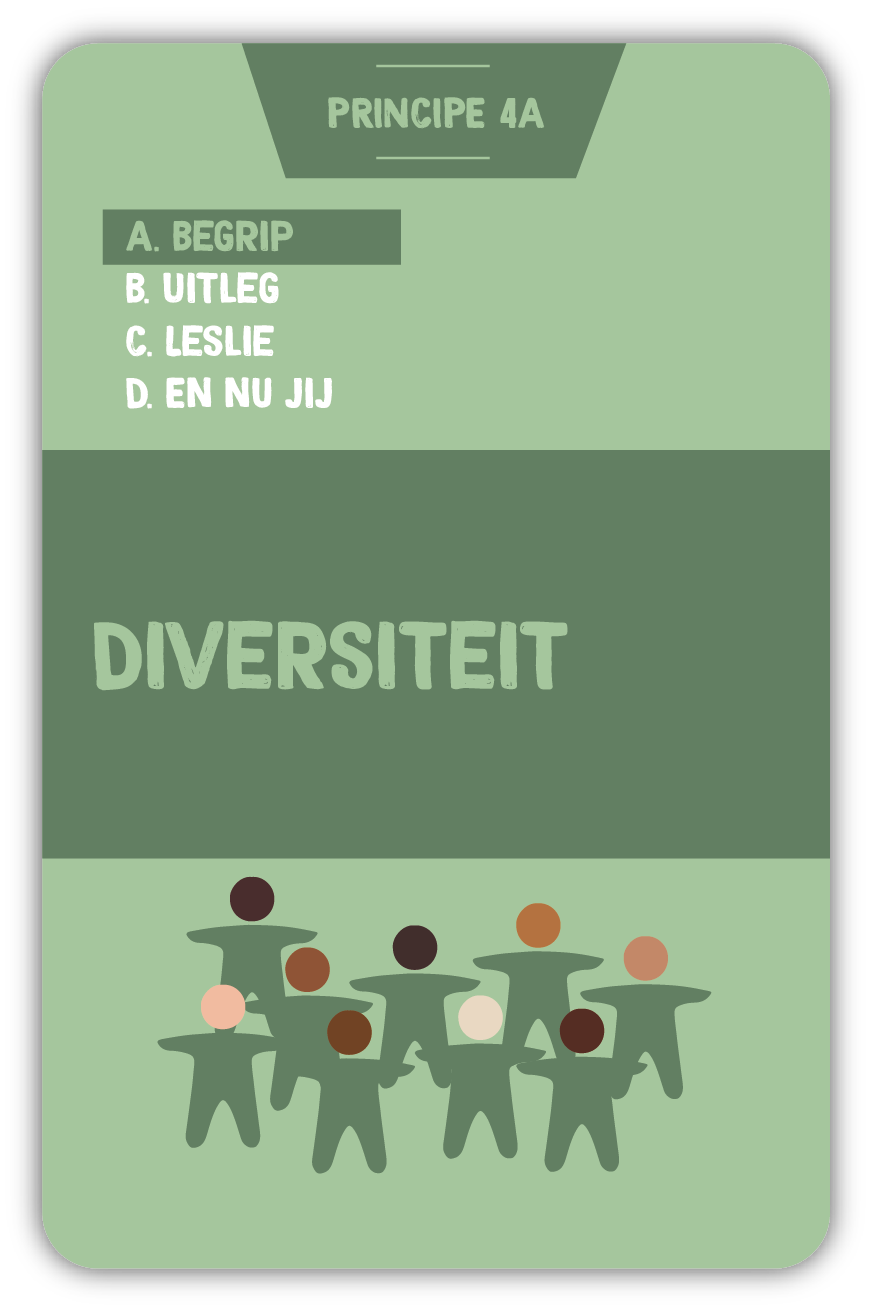 PRINCIPE 4A
A. BEGRIP
B. UITLEG
C. LESLIE
D. EN NU JIJ
DIVERSITEIT